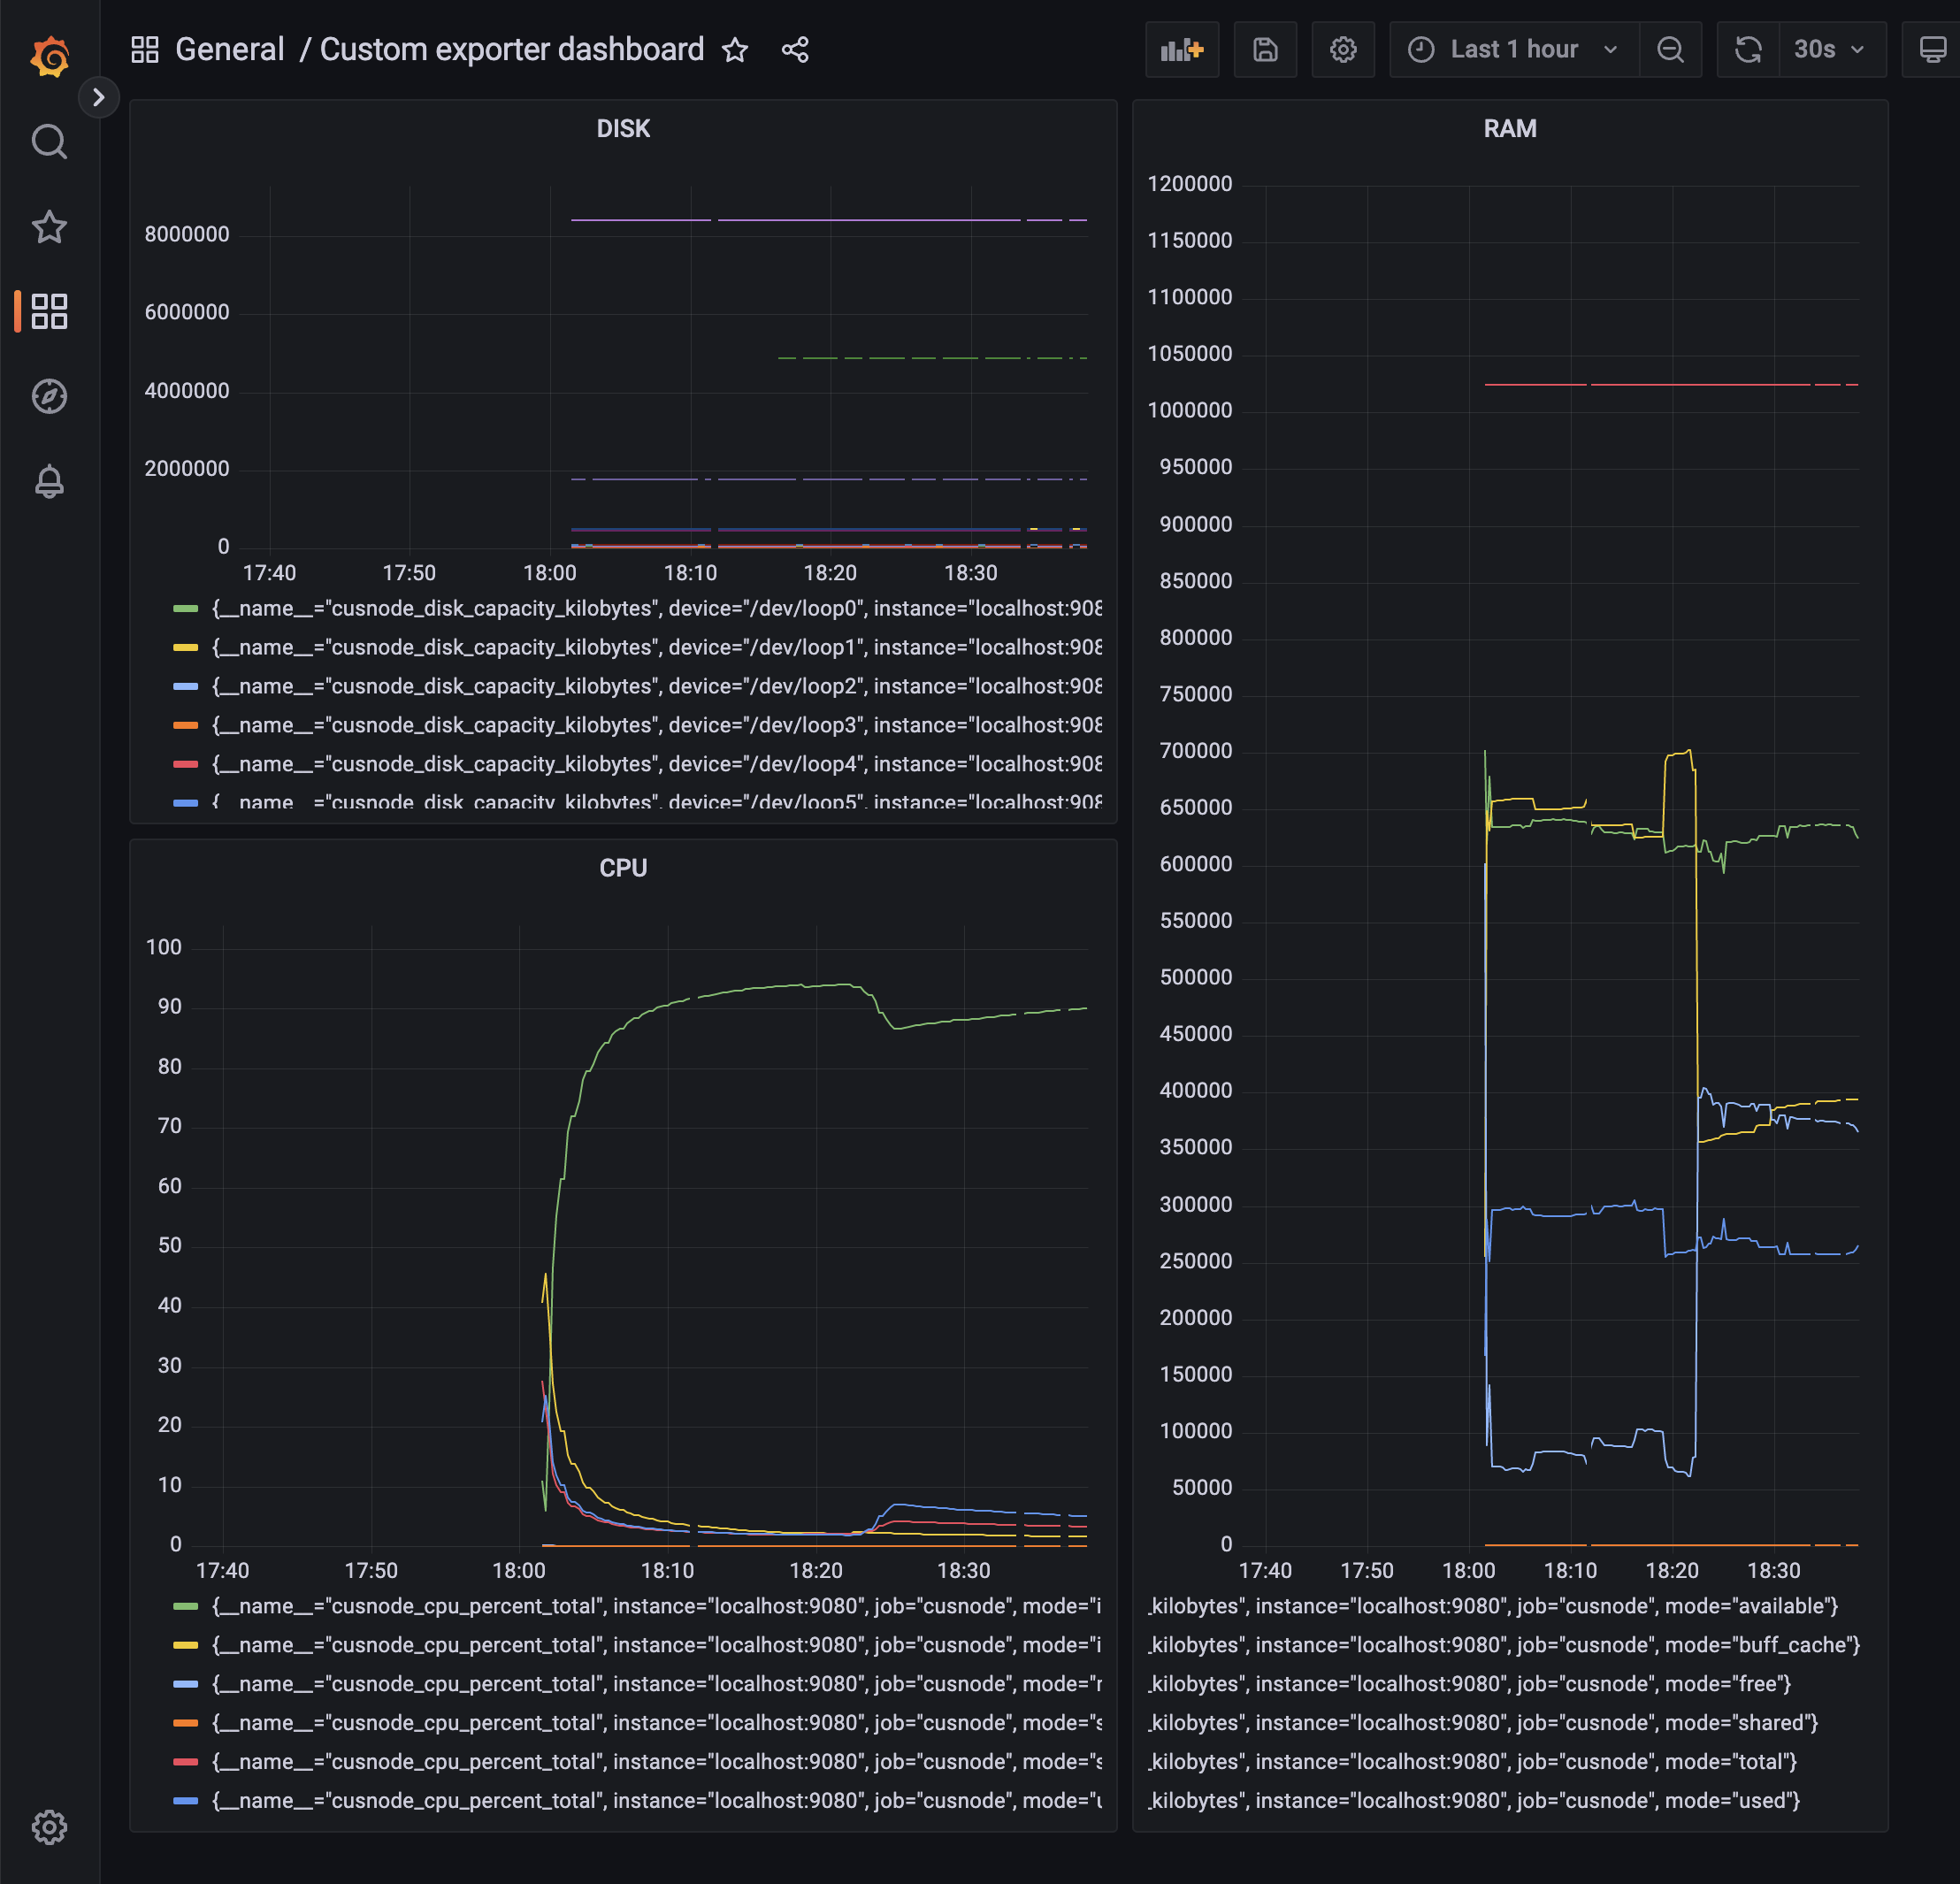 General / Custom exporter dashboard
Last 1 hour
30s
DISK
8000000
6000000
4000000
2000000
0
17:40 17:50 18:00 18:10 18:20 18:30
{__name__="cusnode_disk_capacity_kilobytes", device="/dev/loop0", instance="localhost:908
{__name__="cusnode_disk_capacity_kilobytes", device="/dev/loop1", instance="localhost:908
{__name__="cusnode_disk_capacity_kilobytes", device="/dev/loop2", instance="localhost:908
{__name__="cusnode_disk_capacity_kilobytes", device="/dev/loop3", instance="localhost:908
{__name__="cusnode_disk_capacity_kilobytes", device="/dev/loop4", instance="localhost:908
{__name__="cusnode_disk_capacity_kilobytes", device="/dev/loop5", instance="localhost:908
CPU
100
90
80
70
60
50
40
30
20
10
0
17:40 17:50 18:00 18:10 18:20 18:30
{__name__="cusnode_cpu_percent_total", instance="localhost:9080", job="cusnode", mode="i
{__name__="cusnode_cpu_percent_total", instance="localhost:9080", job="cusnode", mode="i
{__name__="cusnode_cpu_percent_total", instance="localhost:9080", job="cusnode", mode="r
{__name__="cusnode_cpu_percent_total", instance="localhost:9080", job="cusnode", mode="s
{__name__="cusnode_cpu_percent_total", instance="localhost:9080", job="cusnode", mode="s
{__name__="cusnode_cpu_percent_total", instance="localhost:9080", job="cusnode", mode="u
RAM
1200000
1150000
1100000
1050000
1000000
950000
900000
850000
800000
750000
700000
650000
600000
550000
500000
450000
400000
350000
300000
250000
200000
150000
100000
50000
0
17:40 17:50 18:00 18:10 18:20 18:30
_kilobytes", instance="localhost:9080", job="cusnode", mode="available"}
_kilobytes", instance="localhost:9080", job="cusnode", mode="buff_cache"}
_kilobytes", instance="localhost:9080", job="cusnode", mode="free"}
_kilobytes", instance="localhost:9080", job="cusnode", mode="shared"}
_kilobytes", instance="localhost:9080", job="cusnode", mode="total"}
_kilobytes", instance="localhost:9080", job="cusnode", mode="used"}